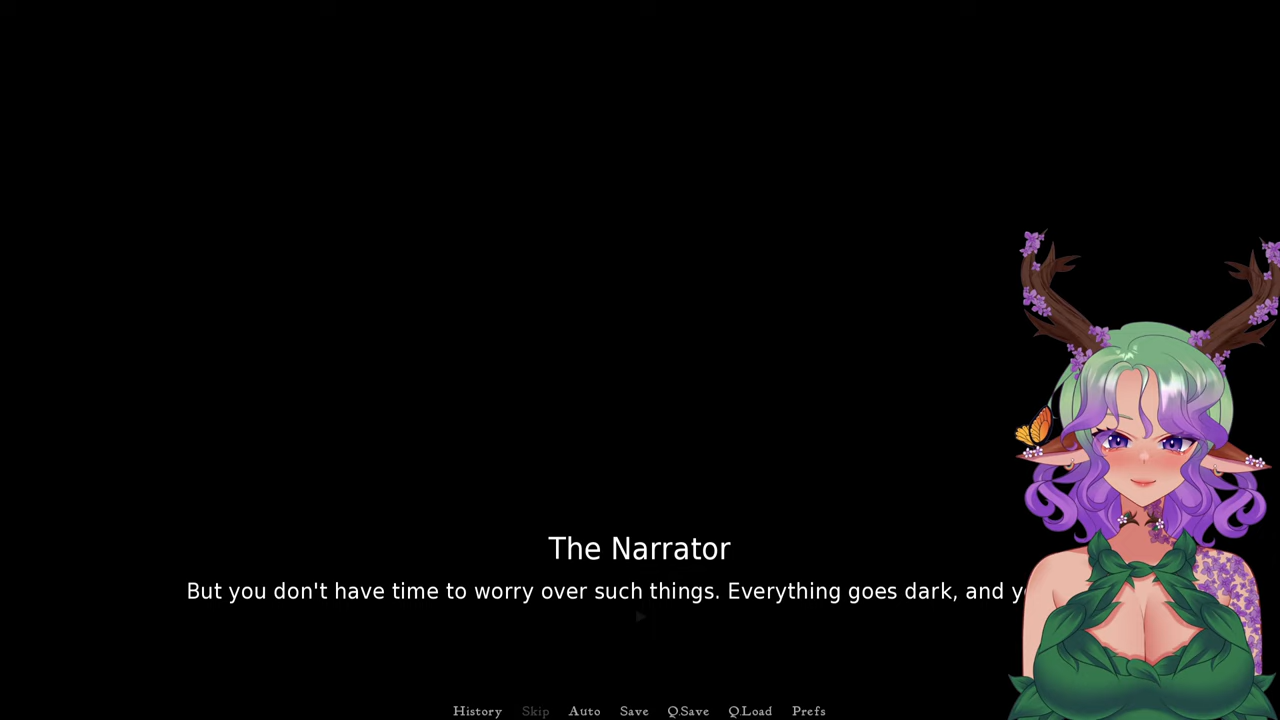 The Narrator
But you don't have time to worry over such things. Everything goes dark, and
History Skip Auto Save Q.Save Q.Load Prefs